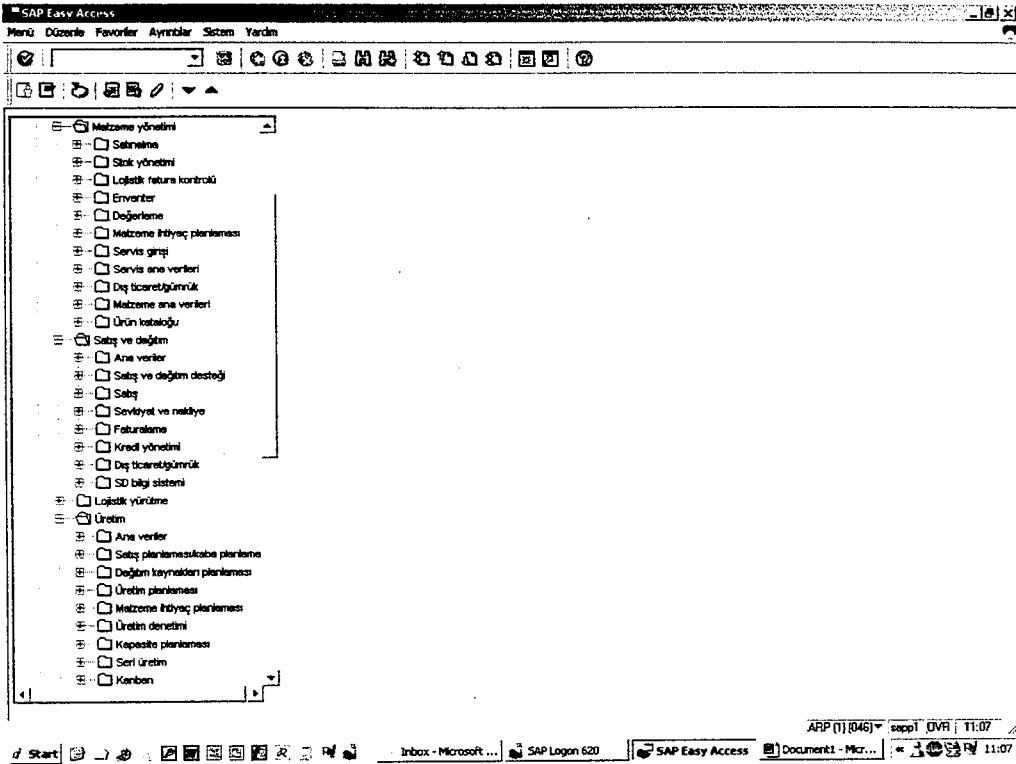 SAP Easy Access
Menü Düzenle Favoriler Ayrıntılar Sistem Yardım
Malzeme yönetimi
Satınalma
Stok yönetimi
Lojistik fatura kontrolü
Envanter
Değerleme
Malzeme ihtiyaç planlaması
Servis girişi
Servis ana verileri
Dış ticaret/gümrük
Malzeme ana verileri
Ürün kataloğu
Satış ve dağıtım
Ana veriler
Satış ve dağıtım desteği
Satış
Sevkiyat ve nakliye
Faturalama
Kredi yönetimi
Dış ticaret/gümrük
SD bilgi sistemi
Lojistik yürütme
Üretim
Ana veriler
Satış planlaması/kaba planlama
Dağıtım kaynakları planlaması
Üretim planlaması
Malzeme ihtiyaç planlaması
Üretim denetimi
Kapasite planlaması
Seri üretim
Kanban
ARP (1) (046) sapp1 OVR 11:07
Start Inbox - Microsoft ... SAP Logon 620 SAP Easy Access Document1 - Micr... 11:07